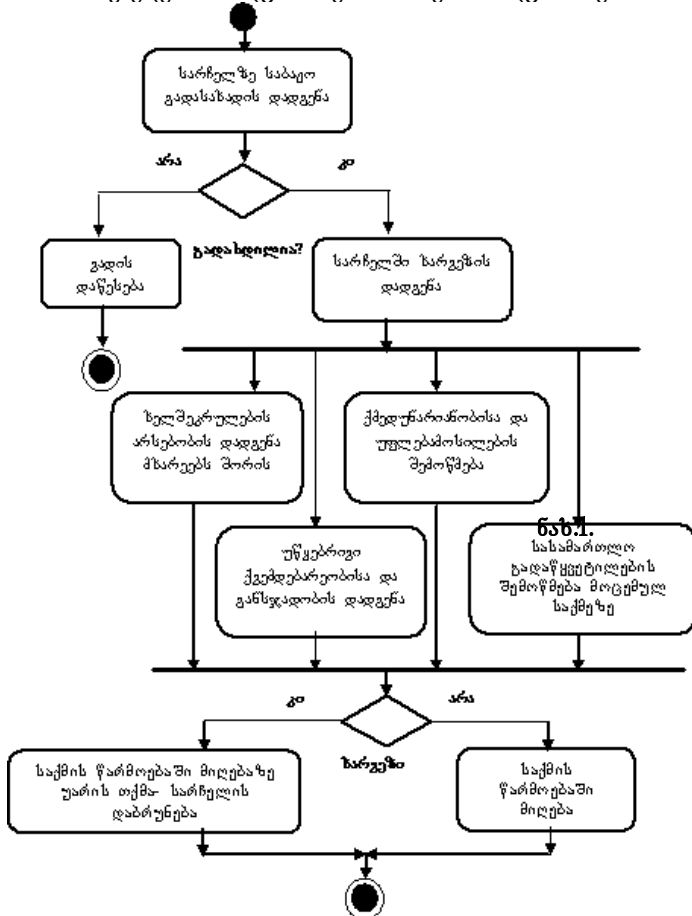 სარჩელზე საბაჟო
გადასახადის დადგენა
არა
კი
გადახდილია?
გადის
დაწესება
სარჩელში ხარვეზის
დადგენა
ხელშეკრულების
არსებობის დადგენა
მხარეებს შორის
ქმედუნარიანობისა და
უფლებამოსილების
შემოწმება
ნახ.1.
უწყებრივი
ქვემდებარეობისა და
განსჯადობის დადგენა
სასამართლო
გადაწყვეტილების
შემოწმება მოცემულ
საქმეზე
კი
არა
ხარვეზი
საქმის წარმოებაში მიღებაზე
უარის თქმა- სარჩელის
დაბრუნება
საქმის
წარმოებაში
მიღება